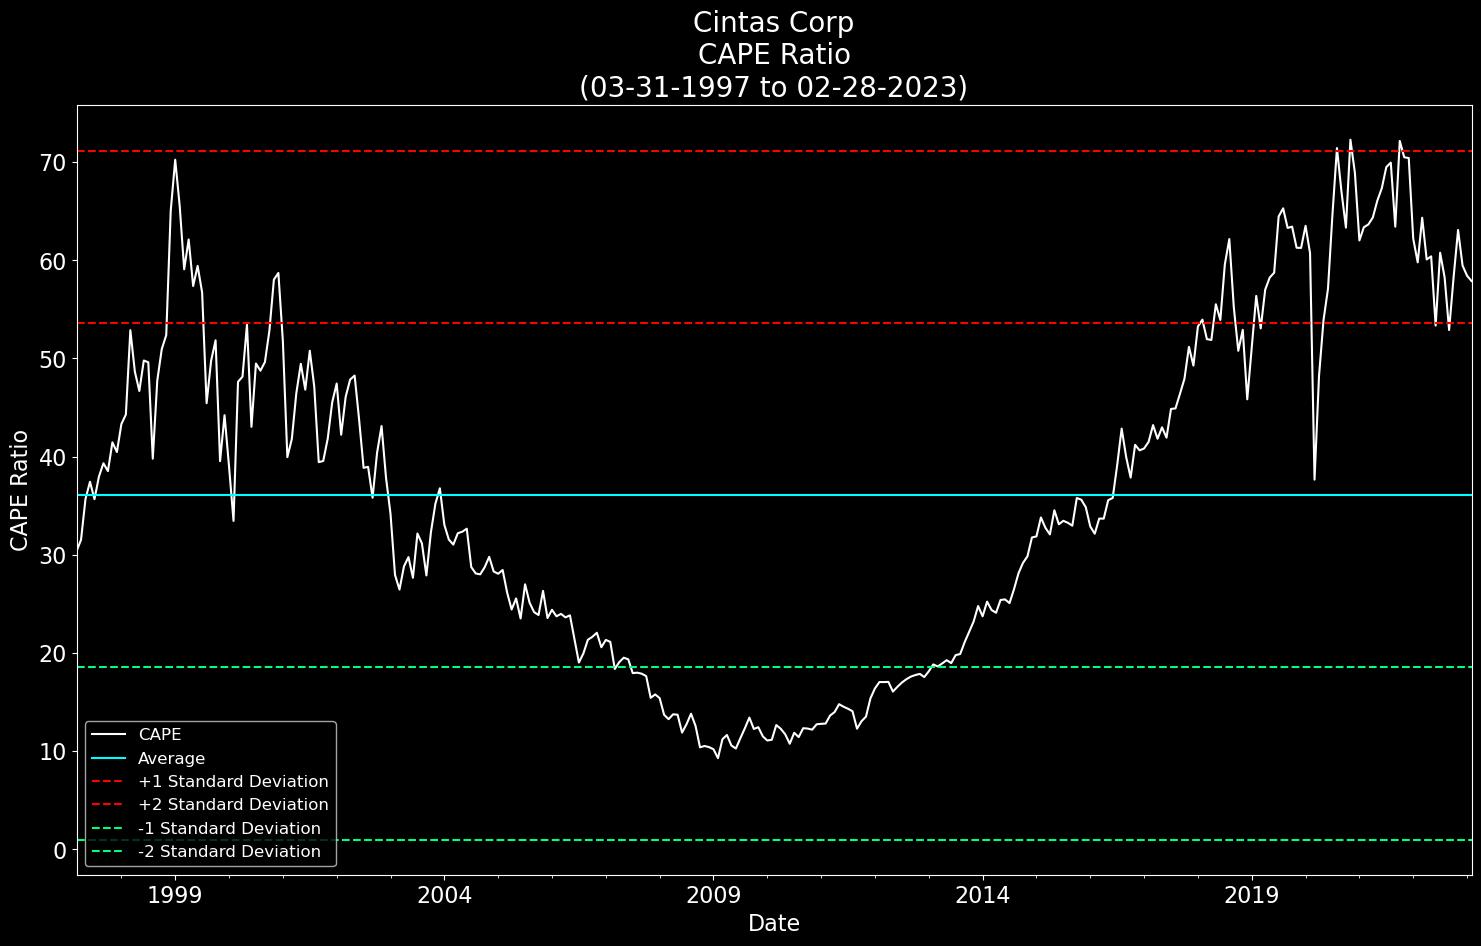 Cintas Corp
CAPE Ratio
(03-31-1997 to 02-28-2023)
CAPE Ratio
70
60
50
40
30
20
10
0
CAPE
Average
+1 Standard Deviation
+2 Standard Deviation
-1 Standard Deviation
-2 Standard Deviation
1999 2004 2009 2014 2019
Date